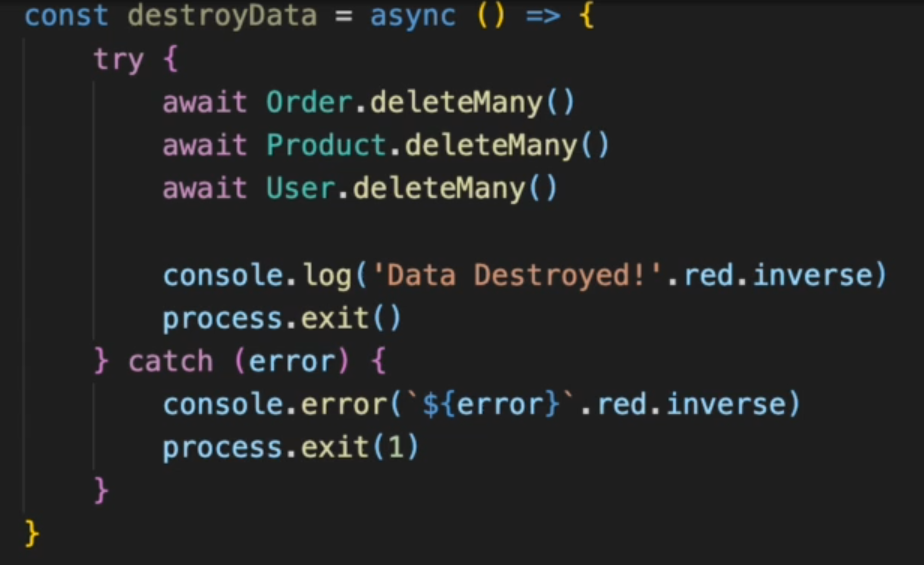 const destroyData = async () => {
    try {
        await Order.deleteMany()
        await Product.deleteMany()
        await User.deleteMany()

        console.log('Data Destroyed!'.red.inverse)
        process.exit()
    } catch (error) {
        console.error(`${error}`.red.inverse)
        process.exit(1)
    }
}